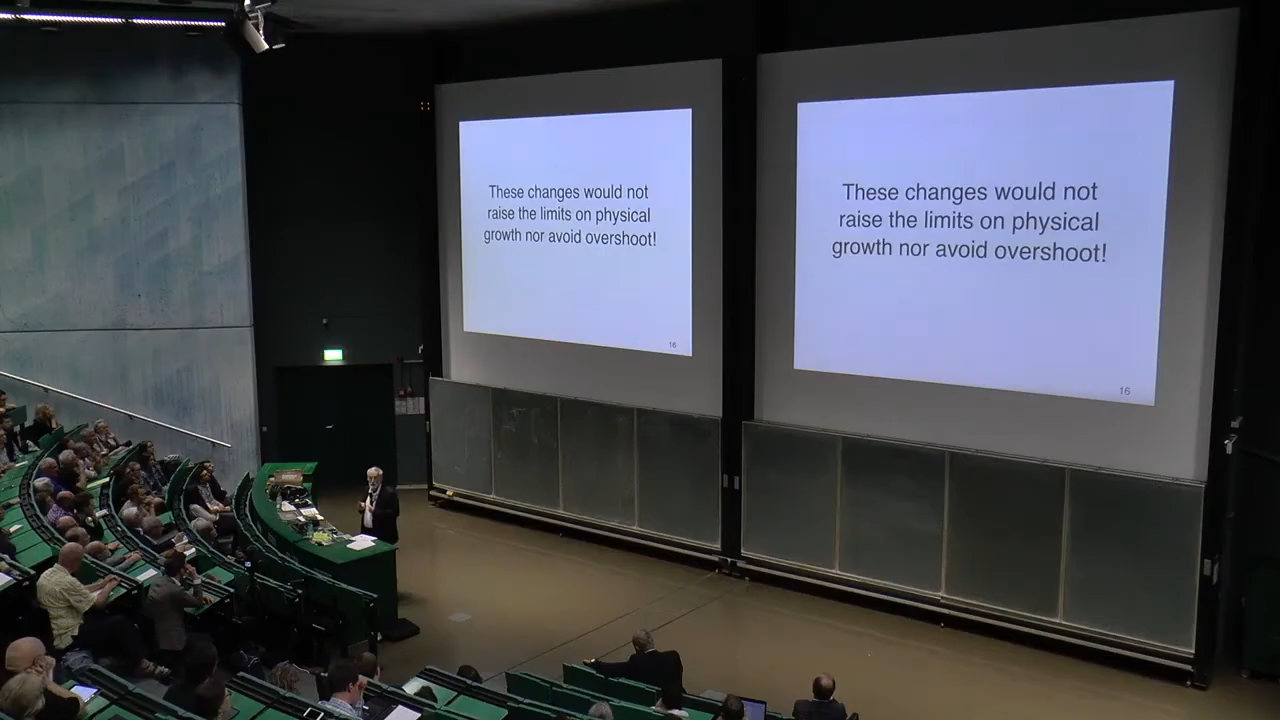 These changes would not
raise the limits on physical
growth nor avoid overshoot!
16
These changes would not
raise the limits on physical
growth nor avoid overshoot!
16